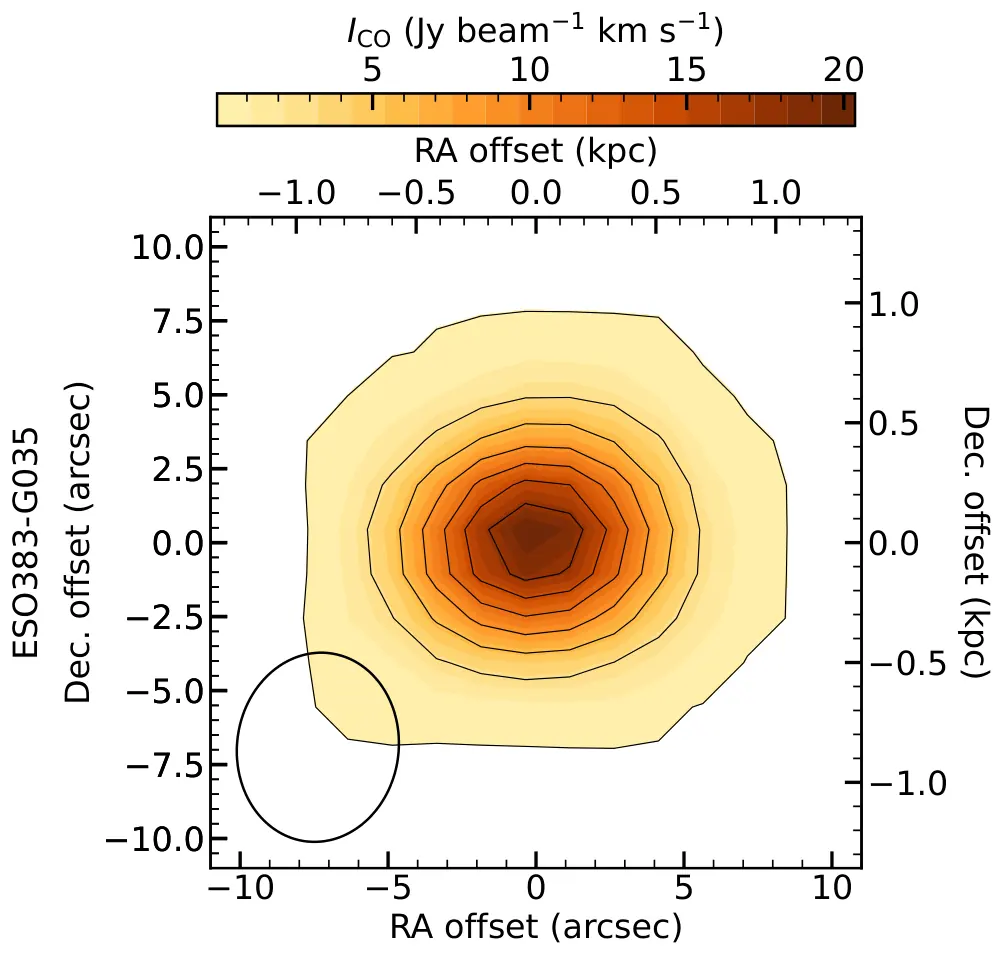 I_CO (Jy beam⁻¹ km s⁻¹)
5 10 15 20
RA offset (kpc)
−1.0 −0.5 0.0 0.5 1.0
ESO383-G035
Dec. offset (arcsec)
10.0
7.5
5.0
2.5
0.0
−2.5
−5.0
−7.5
−10.0
1.0
0.5
0.0
−0.5
−1.0
Dec. offset (kpc)
−10 −5 0 5 10
RA offset (arcsec)